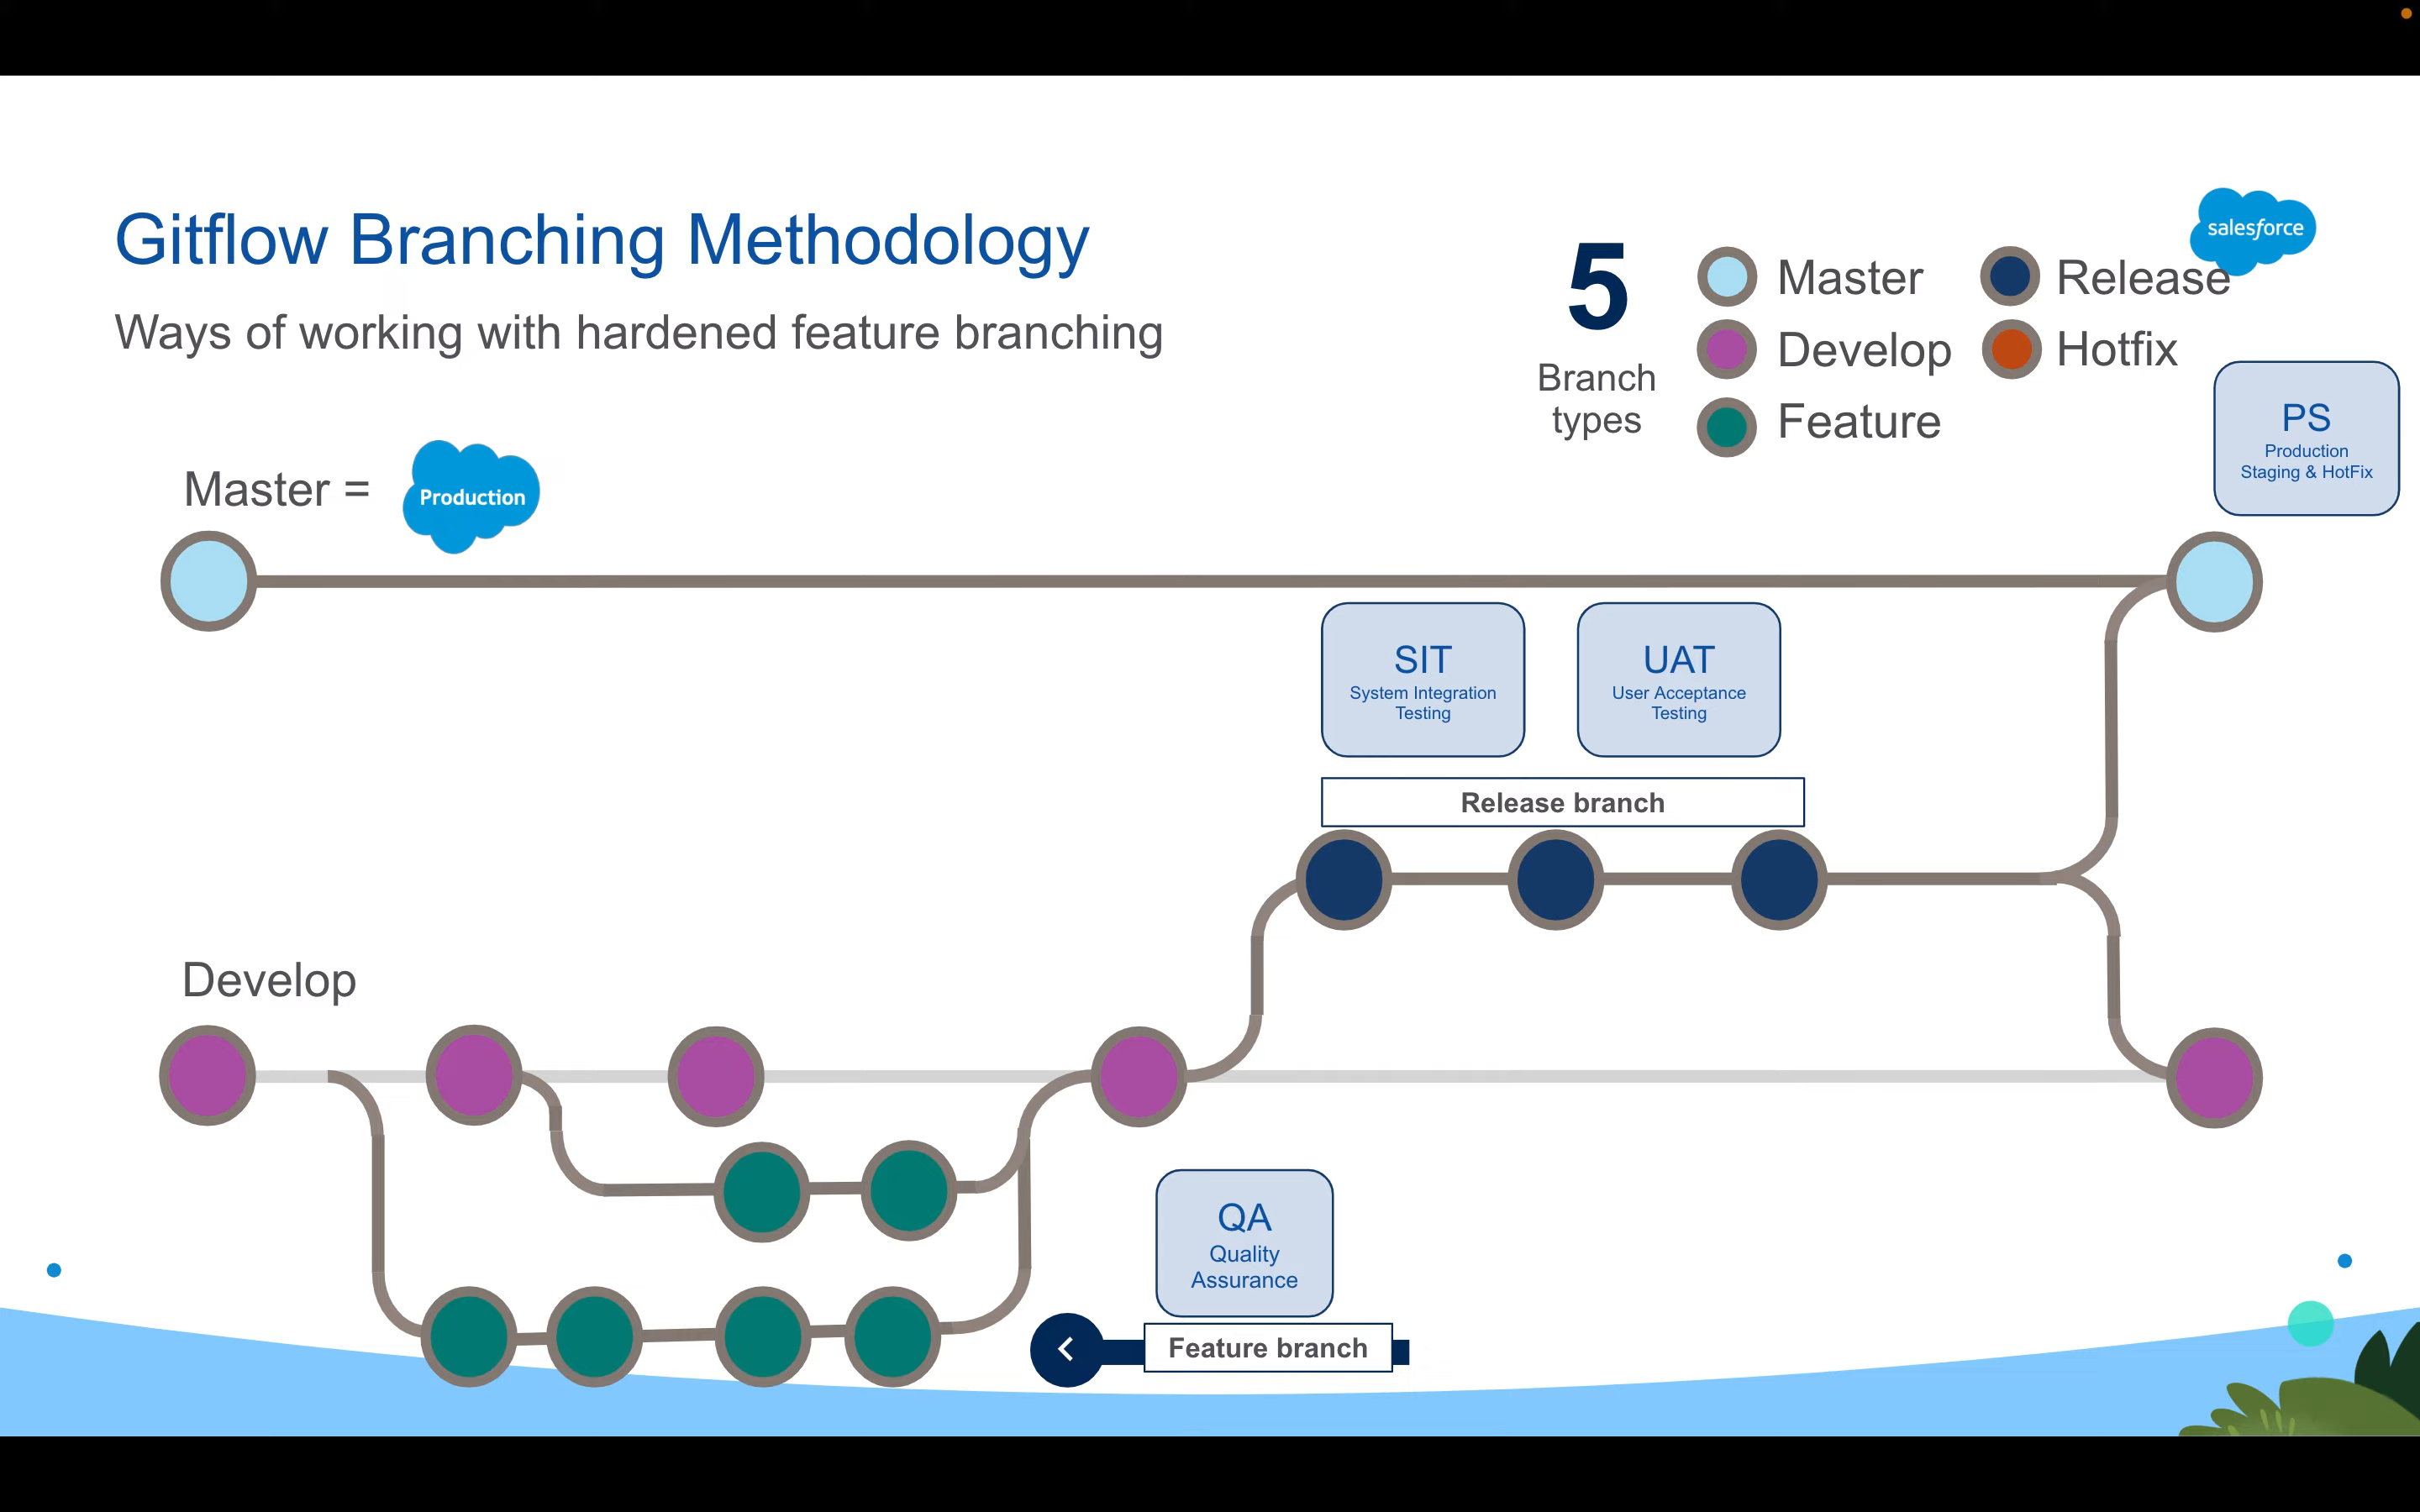 Gitflow Branching Methodology
Ways of working with hardened feature branching
5
Branch
types
Master
Develop
Feature
Release
Hotfix
salesforce
PS
Production
Staging & HotFix
Master =
Production
SIT
System Integration
Testing
UAT
User Acceptance
Testing
Release branch
Develop
QA
Quality
Assurance
Feature branch